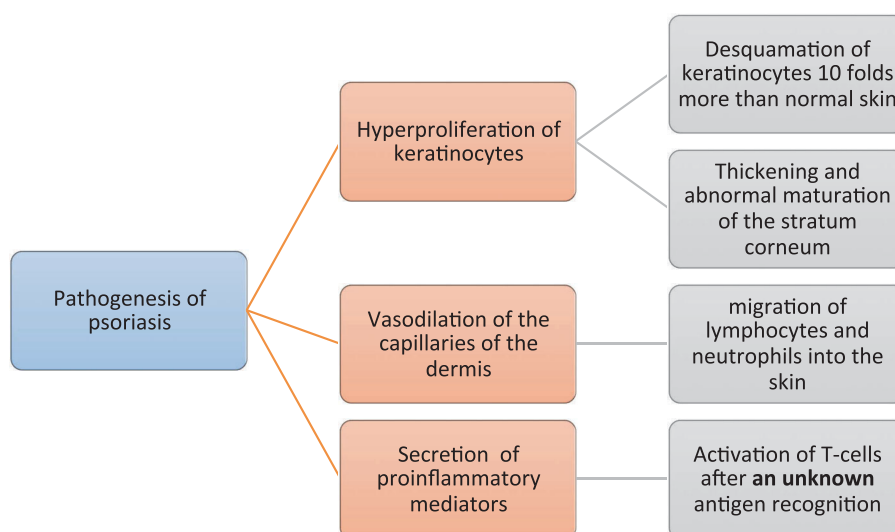 Pathogenesis of
psoriasis
Hyperproliferation of
keratinocytes
Desquamation of
keratinocytes 10 folds
more than normal skin
Thickening and
abnormal maturation
of the stratum
corneum
Vasodilation of the
capillaries of the
dermis
migration of
lymphocytes and
neutrophils into the
skin
Secretion of
proinflammatory
mediators
Activation of T-cells
after an unknown
antigen recognition